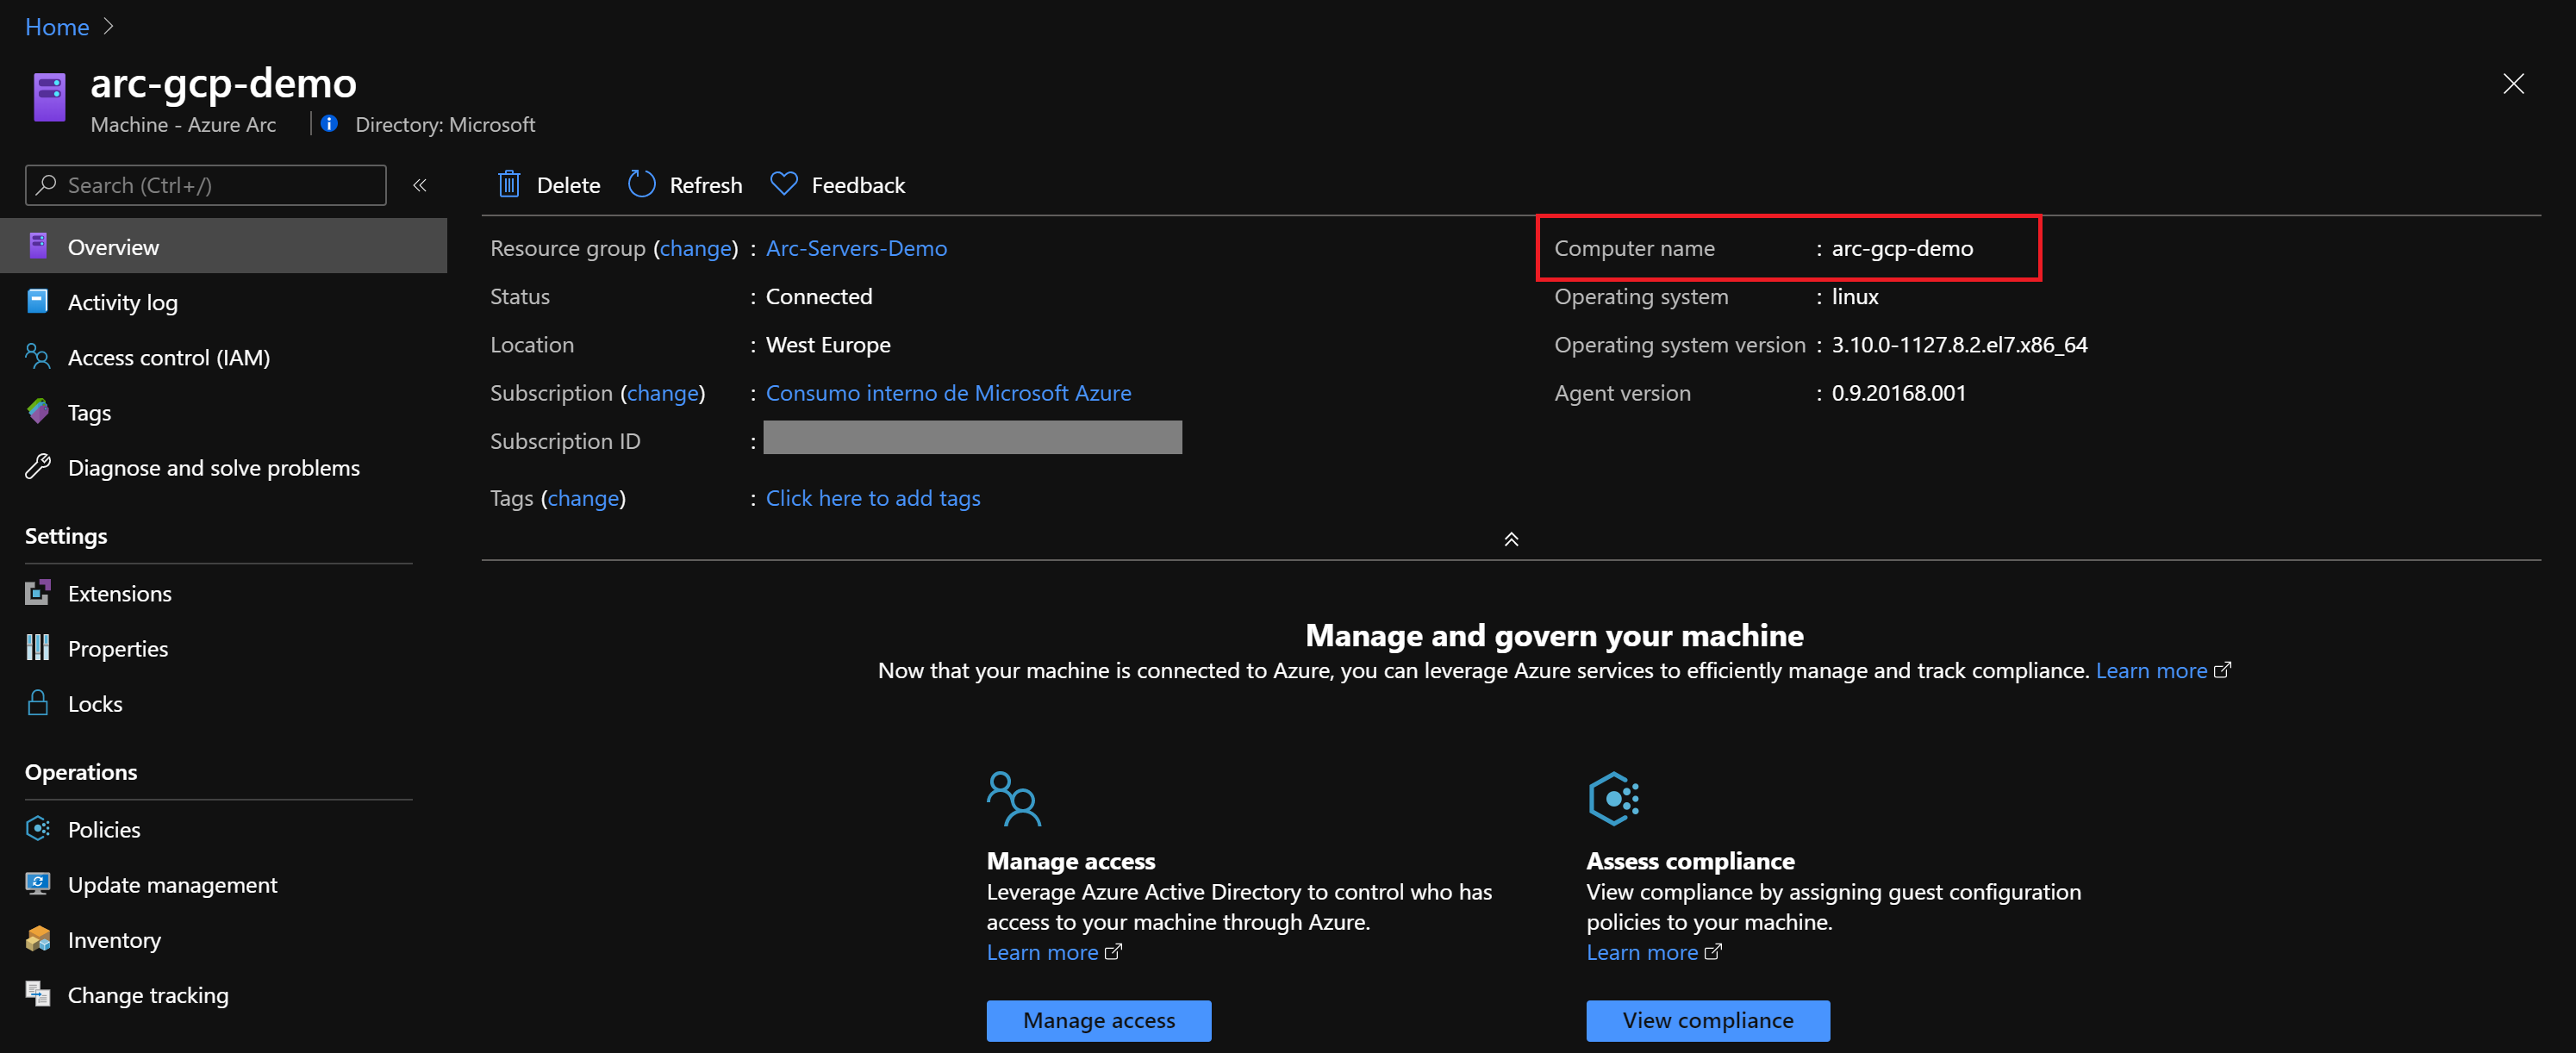 Home
arc-gcp-demo
Machine - Azure Arc
Directory: Microsoft
Search (Ctrl+/)
Overview
Activity log
Access control (IAM)
Tags
Diagnose and solve problems
Settings
Extensions
Properties
Locks
Operations
Policies
Update management
Inventory
Change tracking
Delete Refresh Feedback
Resource group (change) : Arc-Servers-Demo
Status : Connected
Location : West Europe
Subscription (change) : Consumo interno de Microsoft Azure
Subscription ID :
Tags (change) : Click here to add tags
Computer name : arc-gcp-demo
Operating system : linux
Operating system version : 3.10.0-1127.8.2.el7.x86_64
Agent version : 0.9.20168.001
Manage and govern your machine
Now that your machine is connected to Azure, you can leverage Azure services to efficiently manage and track compliance. Learn more
Manage access
Leverage Azure Active Directory to control who has
access to your machine through Azure.
Learn more
Manage access
Assess compliance
View compliance by assigning guest configuration
policies to your machine.
Learn more
View compliance